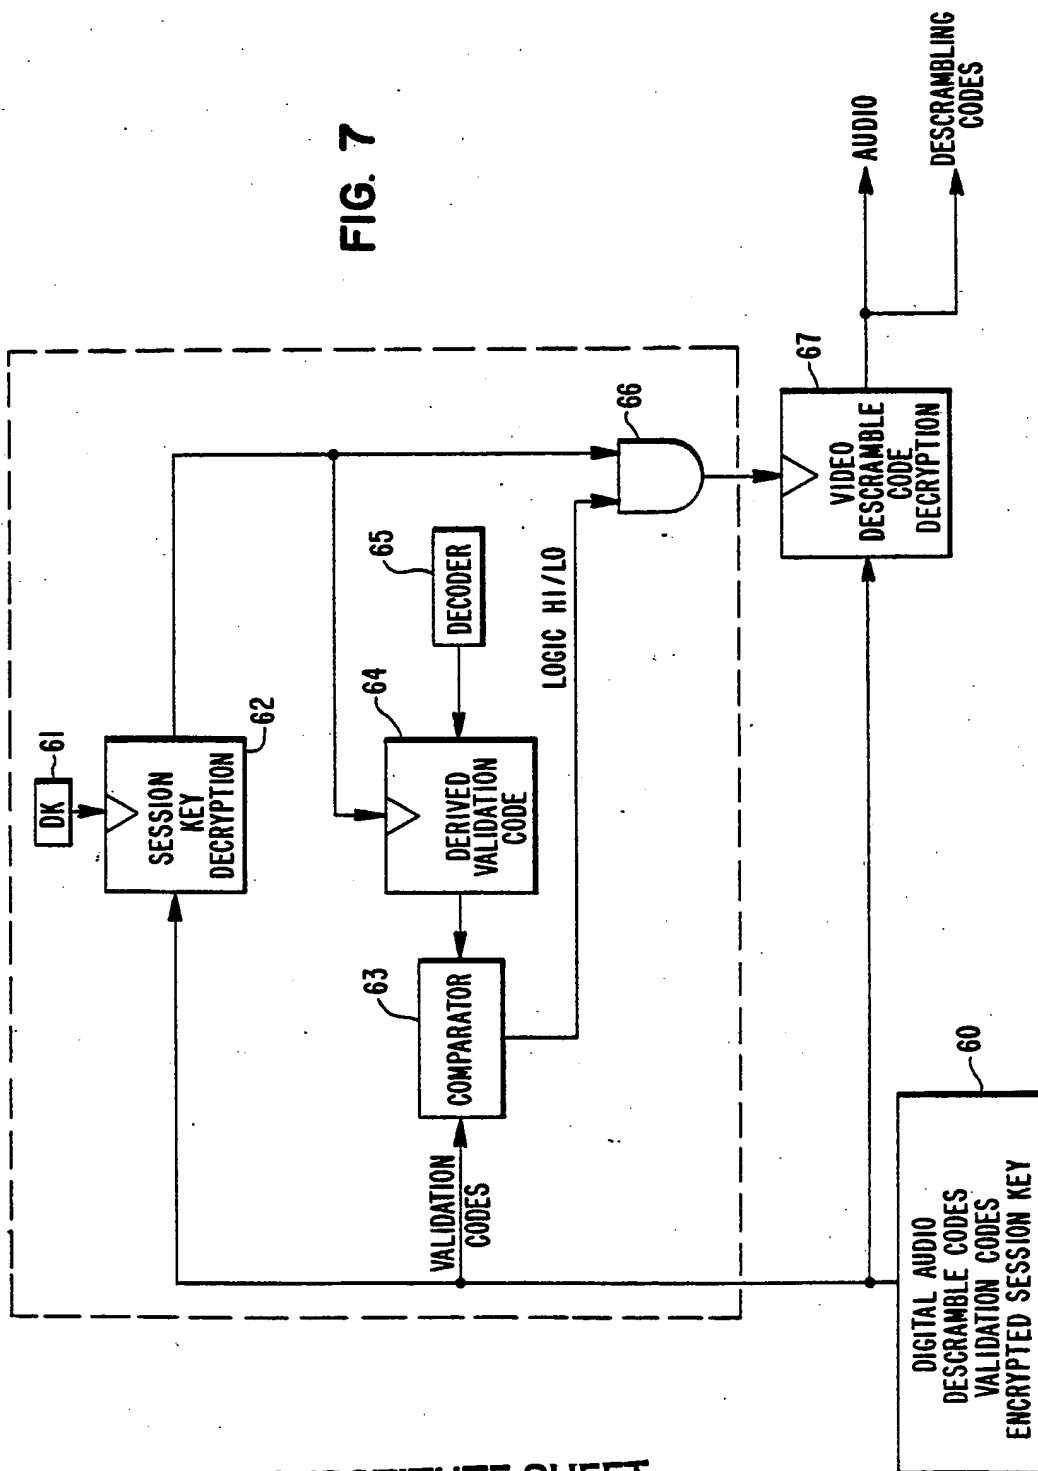 FIG. 7
61
DK
SESSION
KEY
DECRYPTION
62
65
DECODER
64
DERIVED
VALIDATION
CODE
63
COMPARATOR
VALIDATION
CODES
LOGIC HI/LO
66
67
VIDEO
DESCRAMBLE
CODE
DECRYPTION
AUDIO
DESCRAMBLING
CODES
60
DIGITAL AUDIO
DESCRAMBLE CODES
VALIDATION CODES
ENCRYPTED SESSION KEY
SHEET